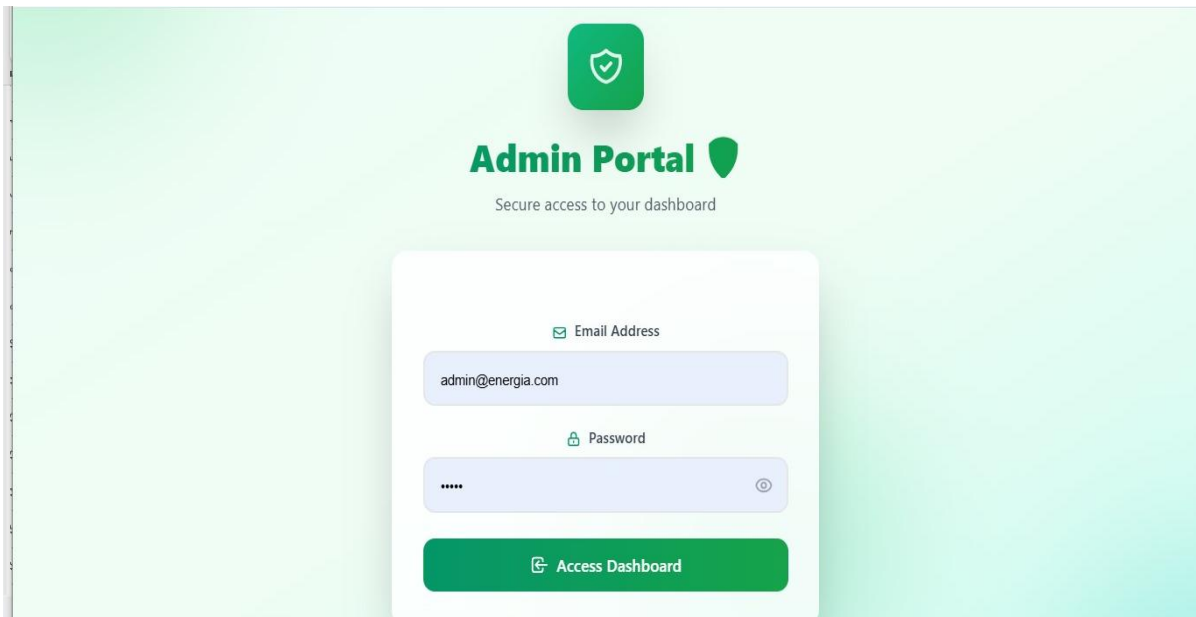 Admin Portal
Secure access to your dashboard
Email Address
admin@energia.com
Password
•••••
Access Dashboard